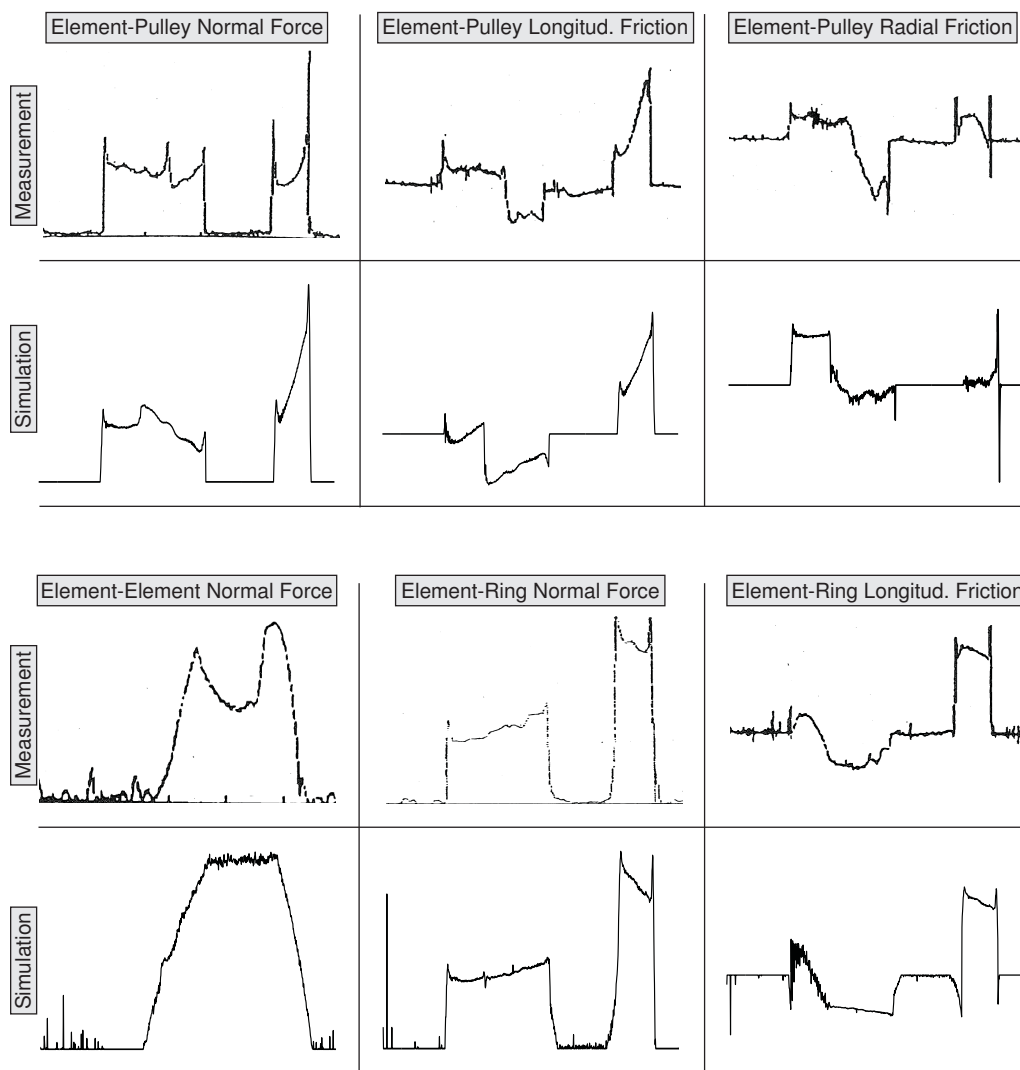 Element-Pulley Normal Force
Element-Pulley Longitud. Friction
Element-Pulley Radial Friction
Measurement
Simulation
Element-Element Normal Force
Element-Ring Normal Force
Element-Ring Longitud. Friction
Measurement
Simulation